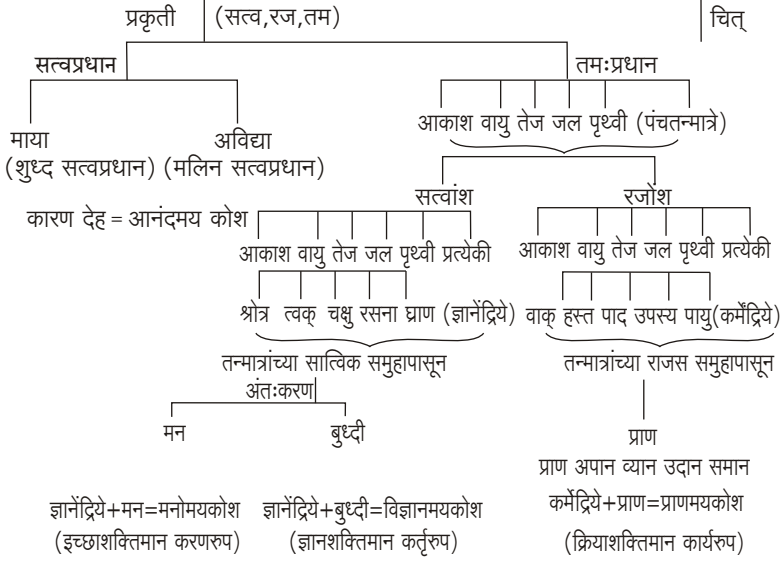 प्रकृती (सत्व,रज,तम) चित्
सत्वप्रधान तमःप्रधान
आकाश वायु तेज जल पृथ्वी (पंचतन्मात्रे)
माया अविद्या
(शुध्द सत्वप्रधान) (मलिन सत्वप्रधान)
सत्वांश रजोंश
कारण देह = आनंदमय कोश
आकाश वायु तेज जल पृथ्वी प्रत्येकी आकाश वायु तेज जल पृथ्वी प्रत्येकी
श्रोत्र त्वक् चक्षु रसना घ्राण (ज्ञानेंद्रिये) वाक् हस्त पाद उपस्य पायु(कर्मेंद्रिये)
तन्मात्रांच्या सात्विक समुहापासून तन्मात्रांच्या राजस समुहापासून
अंतःकरण
मन बुध्दी प्राण
प्राण अपान व्यान उदान समान
ज्ञानेंद्रिये+मन=मनोमयकोश ज्ञानेंद्रिये+बुध्दी=विज्ञानमयकोश कर्मेद्रिये+प्राण=प्राणमयकोश
(इच्छाशक्तिमान करणरुप) (ज्ञानशक्तिमान कर्तृरुप) (क्रियाशक्तिमान कार्यरुप)